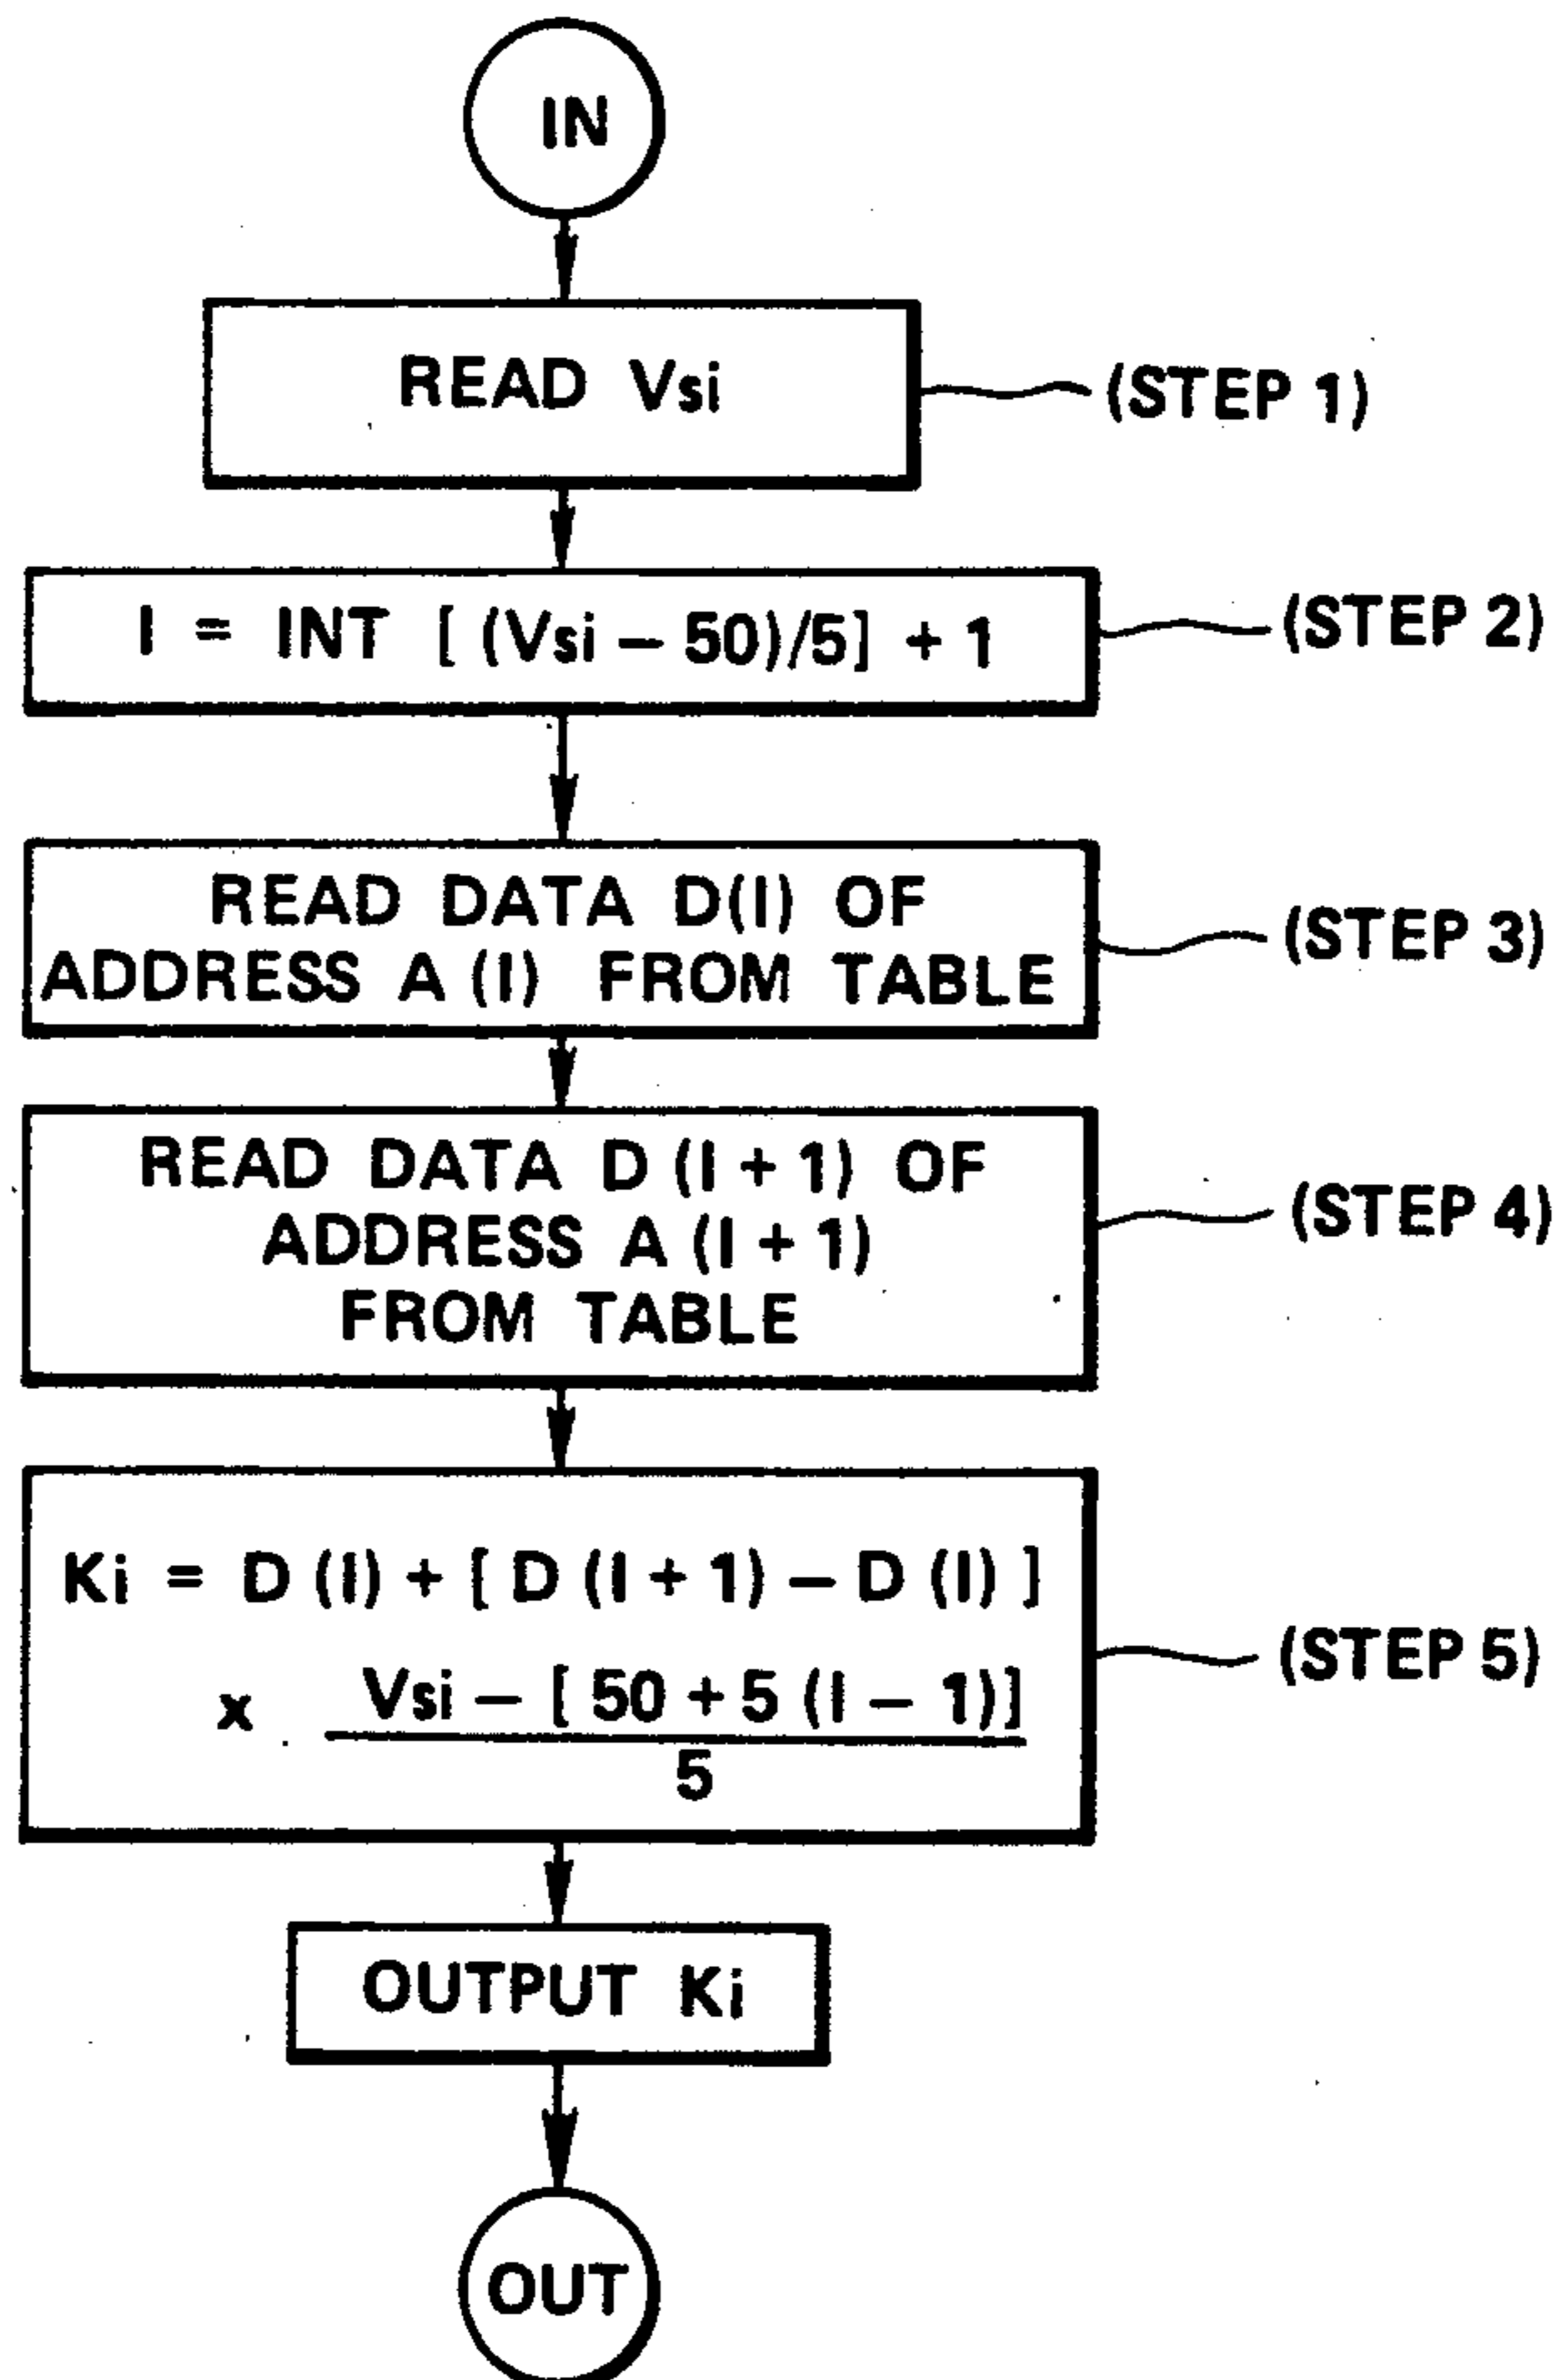 IN
READ Vsi
(STEP 1)
I = INT [ (Vsi – 50)/5] + 1
(STEP 2)
READ DATA D(I) OF
ADDRESS A (I) FROM TABLE
(STEP 3)
READ DATA D (I + 1) OF
ADDRESS A (I + 1)
FROM TABLE
(STEP 4)
Ki = D (I) + [ D (I + 1) – D (I) ]
x Vsi – [ 50 + 5 (I – 1)]
5
(STEP 5)
OUTPUT Ki
OUT